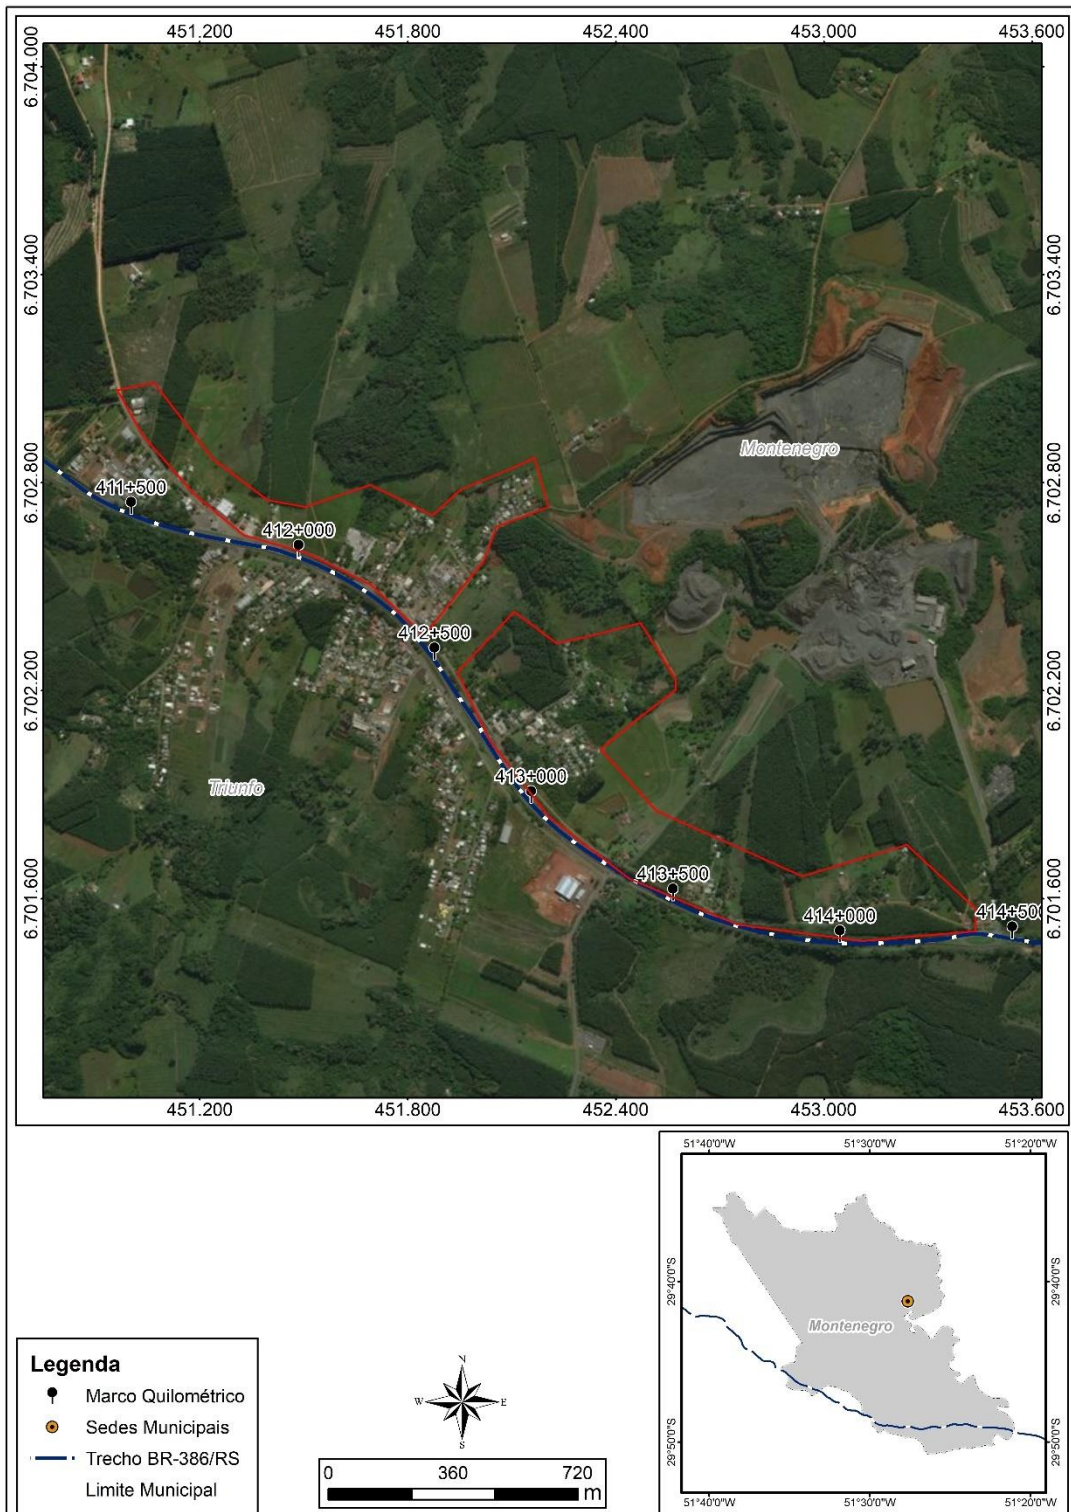 451.200 451.800 452.400 453.000 453.600
6.704.000 6.704.000
6.703.400 6.703.400
Montenegro
6.702.800 6.702.800
411+500
412+000
412+500
6.702.200 6.702.200
413+000
Triunfo
413+500
6.701.600 6.701.600
414+000 414+500
451.200 451.800 452.400 453.000 453.600
51°40'0"W 51°30'0"W 51°20'0"W
29°40'0"S 29°40'0"S
Montenegro
29°50'0"S 29°50'0"S
51°40'0"W 51°30'0"W 51°20'0"W
Legenda
Marco Quilométrico
Sedes Municipais
Trecho BR-386/RS
Limite Municipal
N
W E
S
0 360 720
m